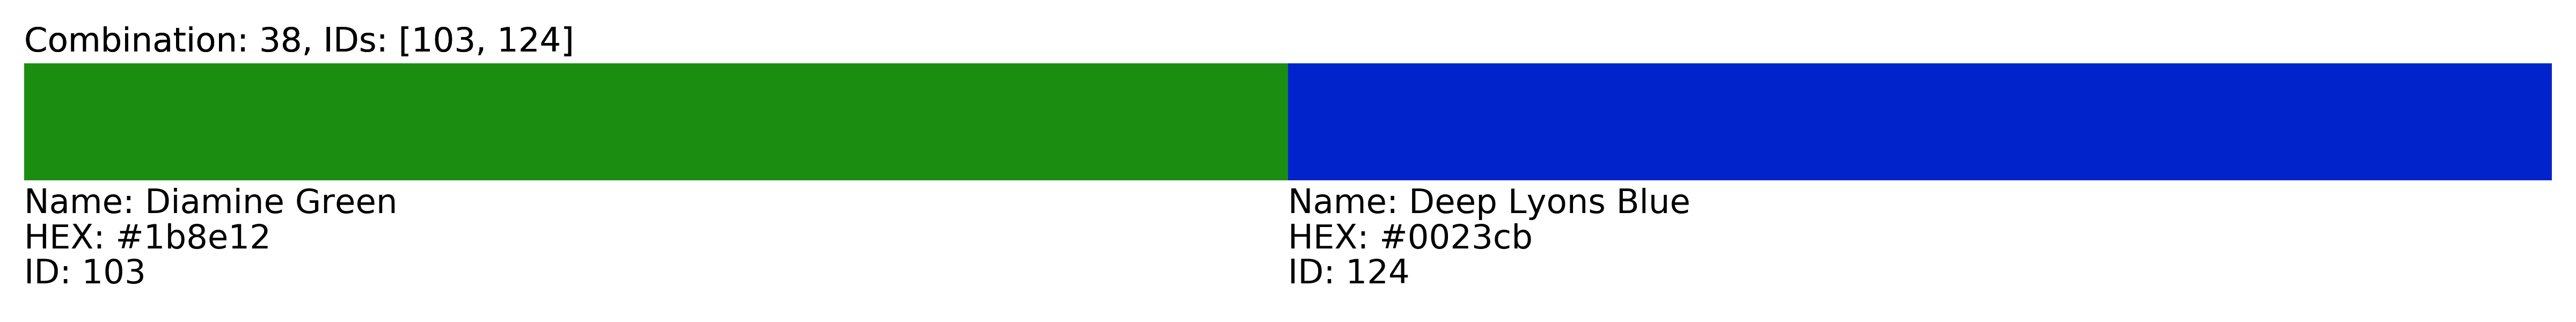 Combination: 38, IDs: [103, 124]
Name: Diamine Green
HEX: #1b8e12
ID: 103
Name: Deep Lyons Blue
HEX: #0023cb
ID: 124